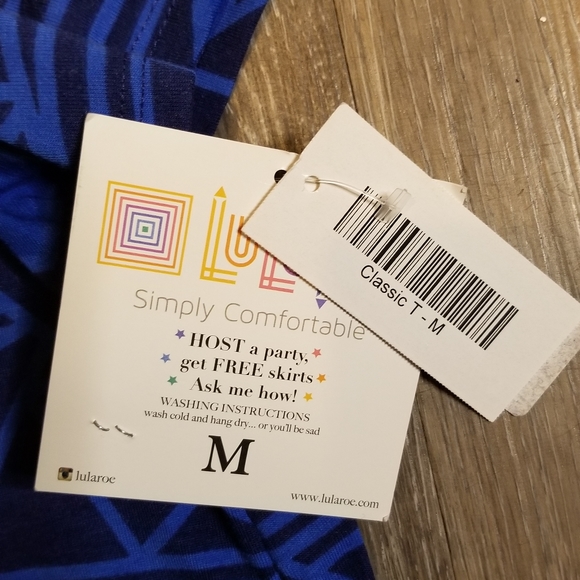 LuL
Simply Comfortable
HOST a party,
get FREE skirts
Ask me how!
WASHING INSTRUCTIONS
wash cold and hang dry... or you'll be sad
M
lularoe
www.lularoe.com
Classic T - M